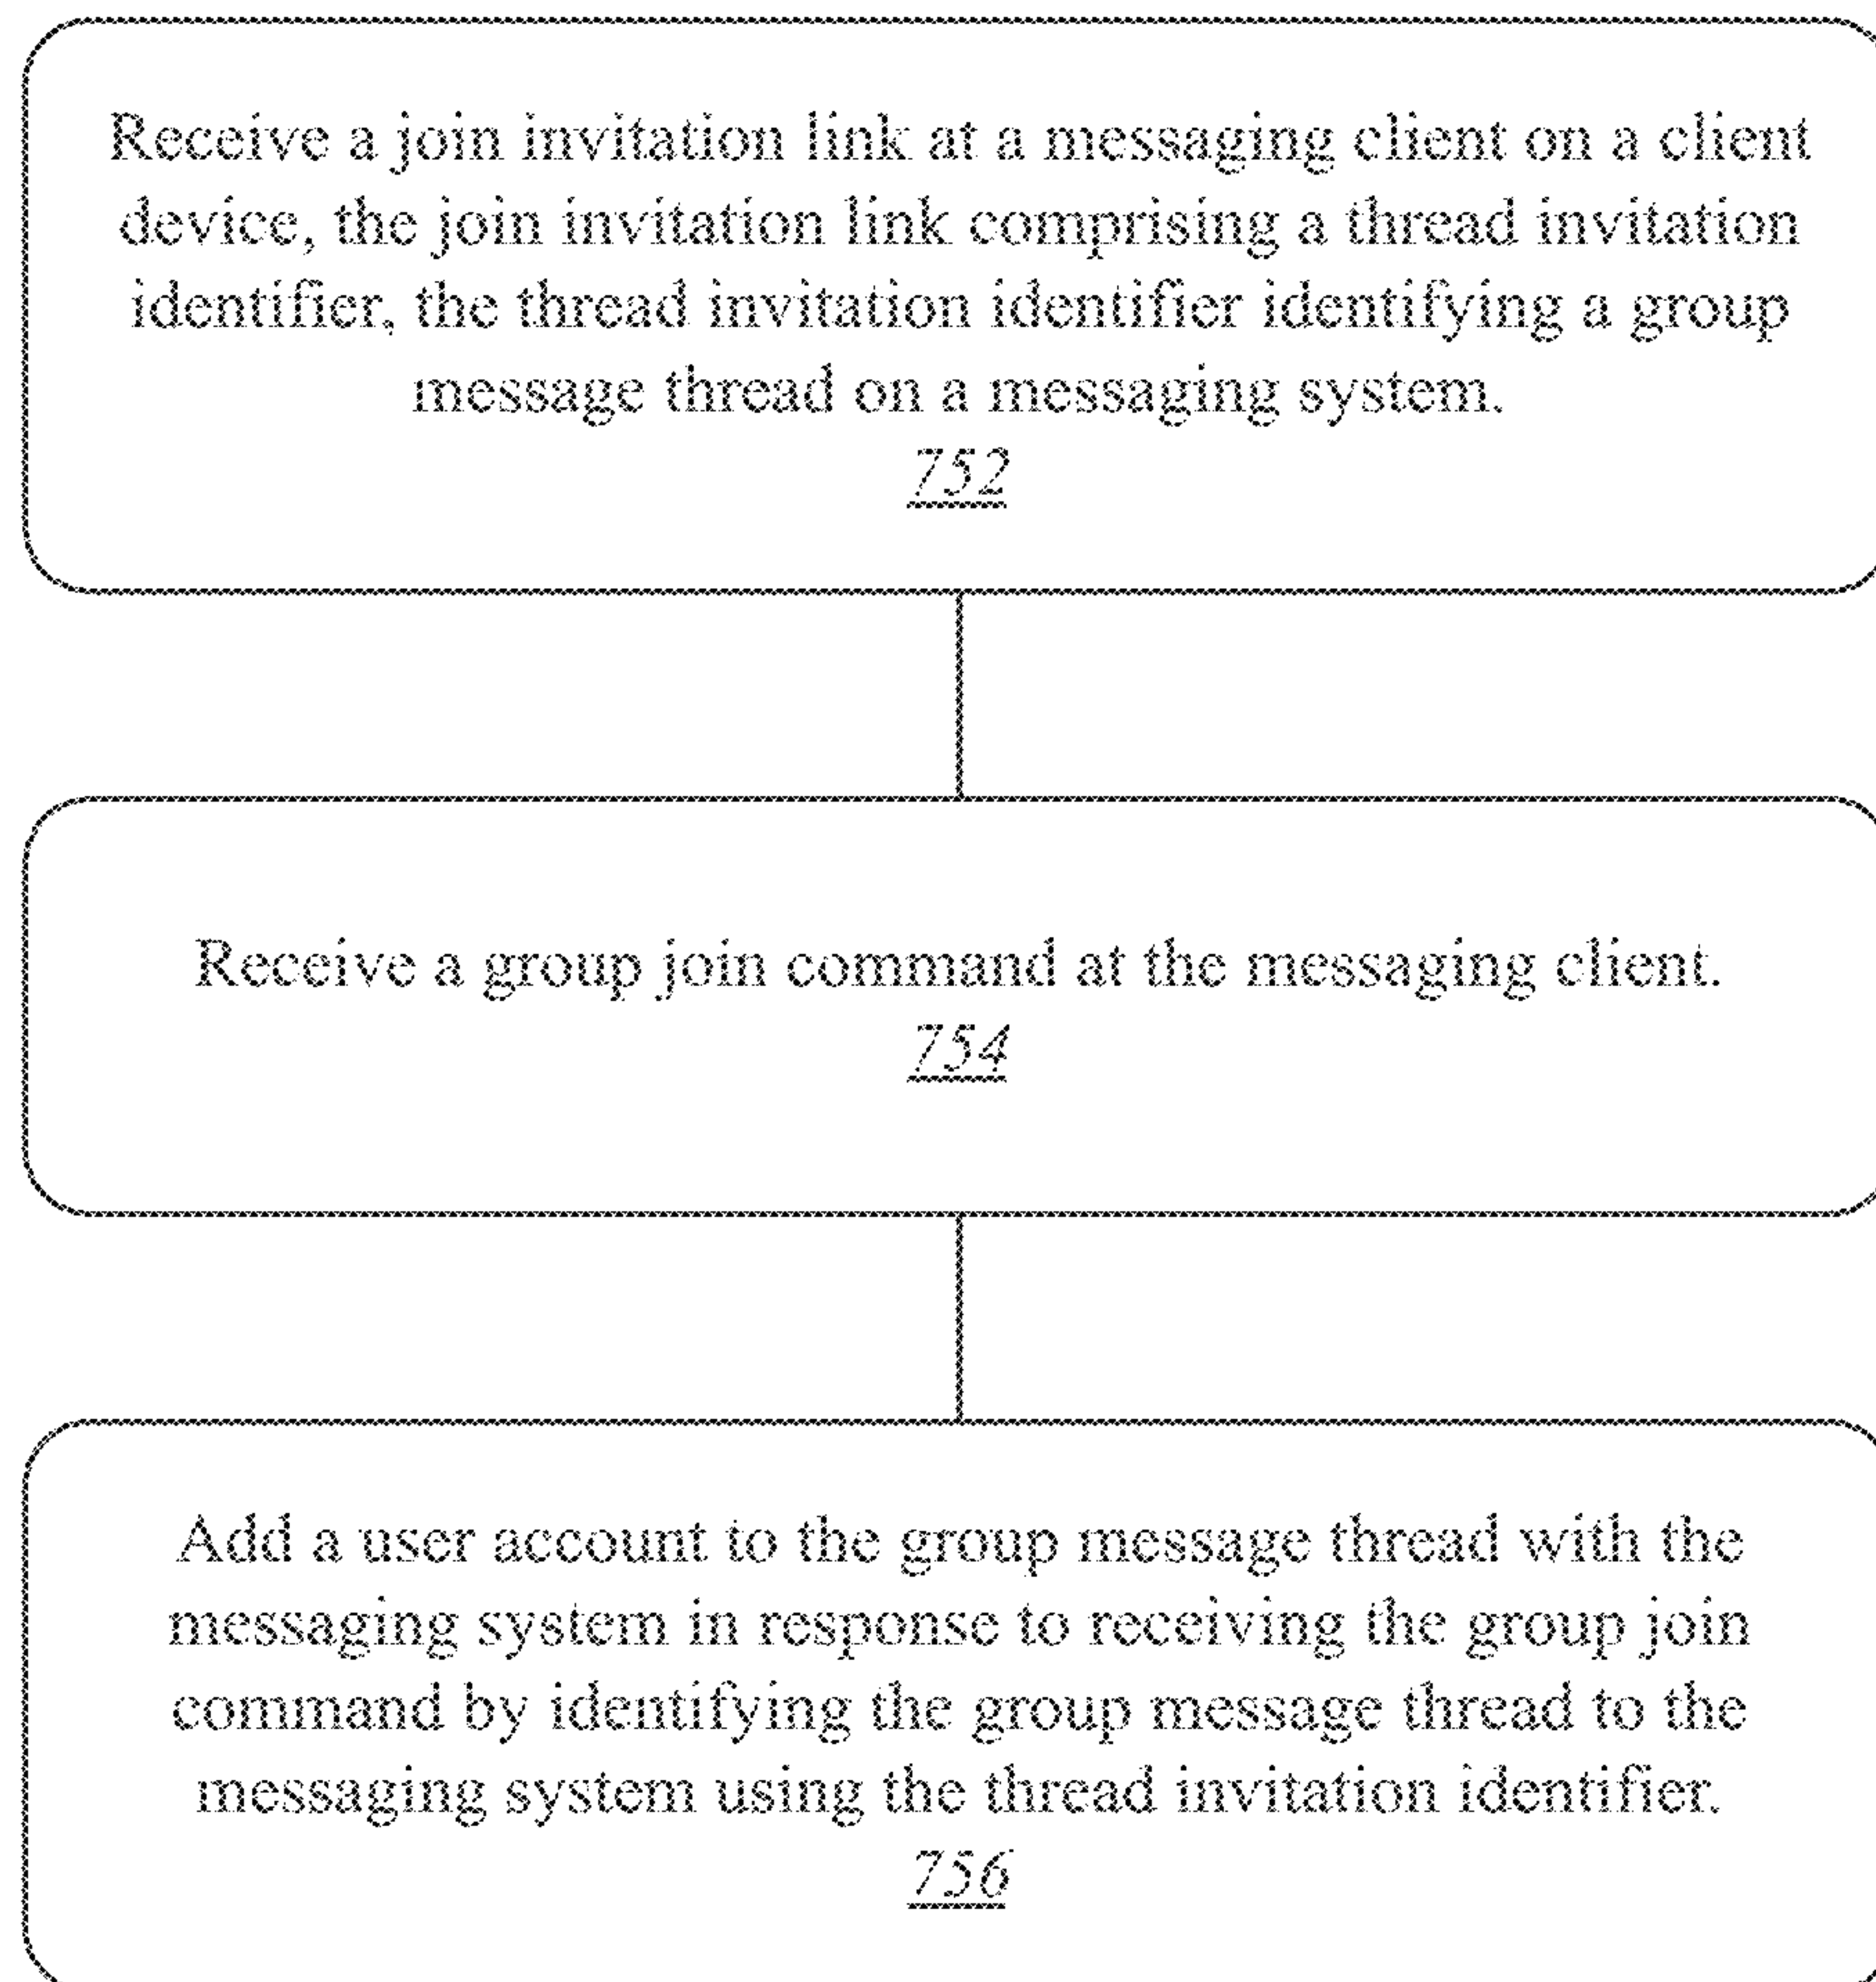 Receive a join invitation link at a messaging client on a client
device, the join invitation link comprising a thread invitation
identifier, the thread invitation identifier identifying a group
message thread on a messaging system.
752
Receive a group join command at the messaging client.
754
Add a user account to the group message thread with the
messaging system in response to receiving the group join
command by identifying the group message thread to the
messaging system using the thread invitation identifier.
756